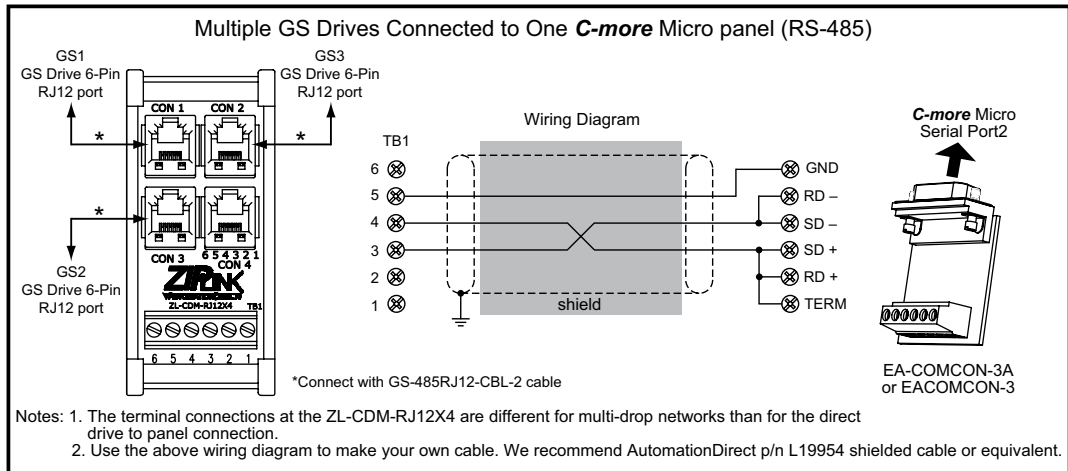 Multiple GS Drives Connected to One C-more Micro panel (RS-485)
GS1
GS Drive 6-Pin
RJ12 port
*
GS3
GS Drive 6-Pin
RJ12 port
*
CON 1 CON 2
*
GS2
GS Drive 6-Pin
RJ12 port
CON 3
6 5 4 3 2 1
CON 4
ZIPLINK
ZL-CDM-RJ12X4 TB1
6 5 4 3 2 1
*Connect with GS-485RJ12-CBL-2 cable
Wiring Diagram
TB1
6
5
4
3
2
1
shield
GND
RD –
SD –
SD +
RD +
TERM
C-more Micro
Serial Port2
EA-COMCON-3A
or EACOMCON-3
Notes: 1. The terminal connections at the ZL-CDM-RJ12X4 are different for multi-drop networks than for the direct
drive to panel connection.
2. Use the above wiring diagram to make your own cable. We recommend AutomationDirect p/n L19954 shielded cable or equivalent.